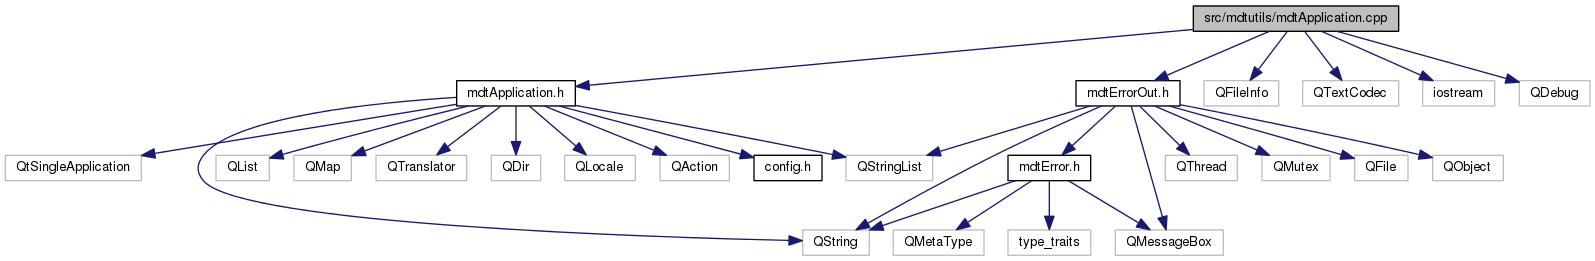 src/mdtutils/mdtApplication.cpp
mdtApplication.h
mdtErrorOut.h
QFileInfo
QTextCodec
iostream
QDebug
QtSingleApplication
QList
QMap
QTranslator
QDir
QLocale
QAction
config.h
QStringList
mdtError.h
QThread
QMutex
QFile
QObject
QString
QMetaType
type_traits
QMessageBox